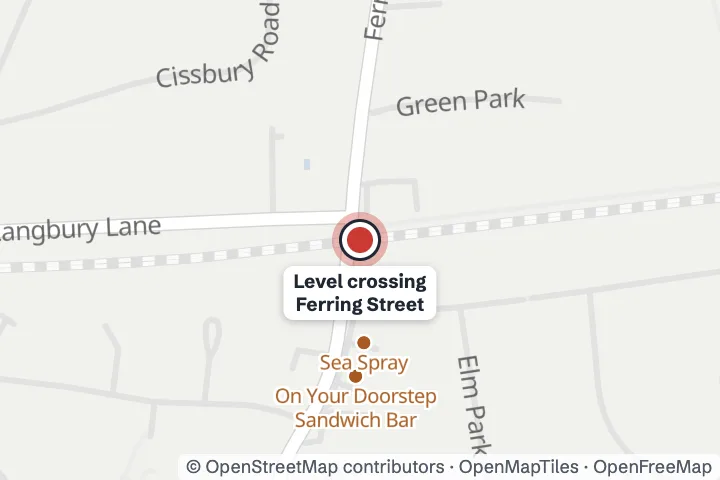 Cissbury Road
Green Park
Langbury Lane
Level crossing
Ferring Street
Sea Spray
On Your Doorstep
Sandwich Bar
Elm Park
© OpenStreetMap contributors · OpenMapTiles · OpenFreeMap